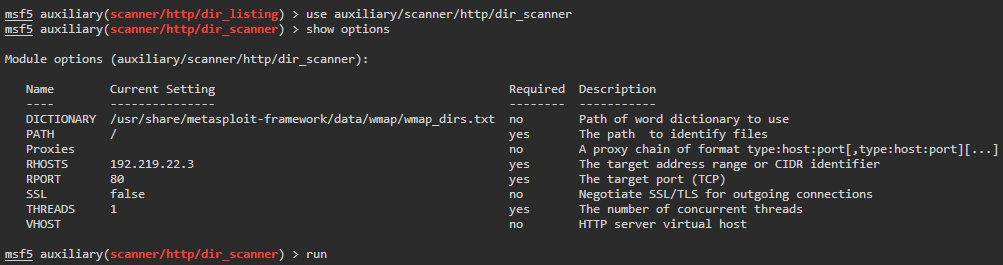 msf5 auxiliary(scanner/http/dir_listing) > use auxiliary/scanner/http/dir_scanner
msf5 auxiliary(scanner/http/dir_scanner) > show options
Module options (auxiliary/scanner/http/dir_scanner):
Name Current Setting Required Description
---- --------------- -------- -----------
DICTIONARY /usr/share/metasploit-framework/data/wmap/wmap_dirs.txt no Path of word dictionary to use
PATH / yes The path  to identify files
Proxies no A proxy chain of format type:host:port[,type:host:port][...]
RHOSTS 192.219.22.3 yes The target address range or CIDR identifier
RPORT 80 yes The target port (TCP)
SSL false no Negotiate SSL/TLS for outgoing connections
THREADS 1 yes The number of concurrent threads
VHOST no HTTP server virtual host
msf5 auxiliary(scanner/http/dir_scanner) > run